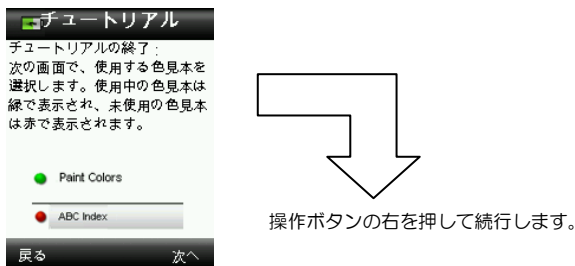 チュートリアル
チュートリアルの終了:
次の画面で、使用する色見本を
選択します。使用中の色見本は
緑で表示され、未使用の色見本
は赤で表示されます。
Paint Colors
ABC Index
戻る 次へ
操作ボタンの右を押して続行します。